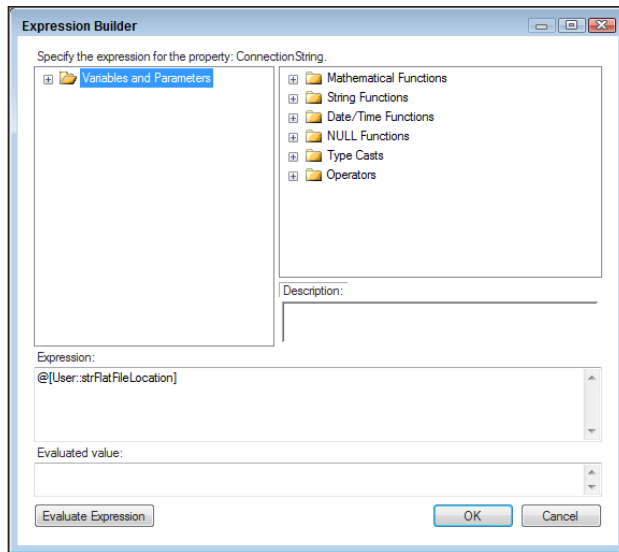 Expression Builder
Specify the expression for the property: ConnectionString.
Variables and Parameters
Mathematical Functions
String Functions
Date/Time Functions
NULL Functions
Type Casts
Operators
Description:
Expression:
@[User::strFlatFileLocation]
Evaluated value:
Evaluate Expression
OK
Cancel